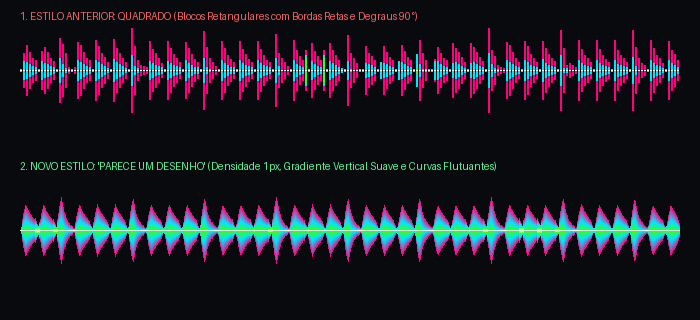 1. ESTILO ANTERIOR QUADRADO (Blocos Retangulares com Bordas Retas e Degraus 90°)
2. NOVO ESTILO: 'PARECE UM DESENHO' (Densidade 1px, Gradiente Vertical Suave e Curvas Flutuantes)